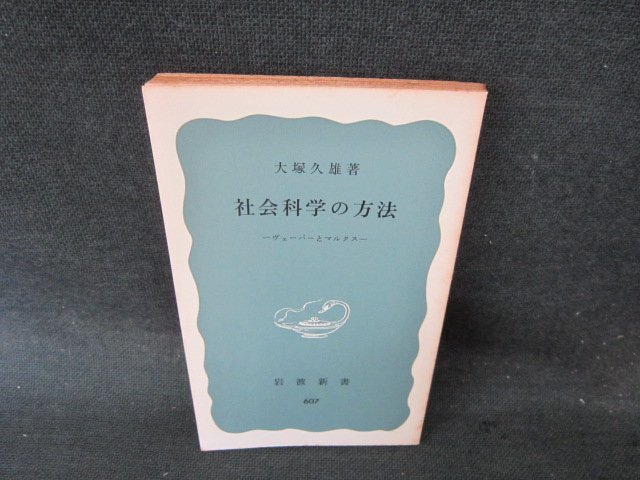 大塚久雄著
社会科学の方法
―ヴェーバーとマルクス―
岩波新書
607